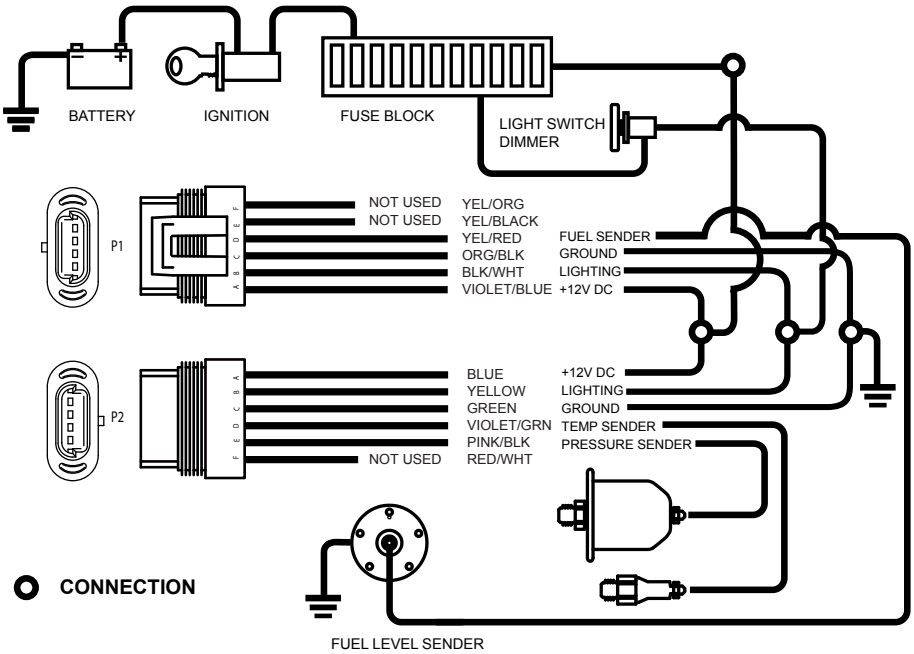 BATTERY
IGNITION
FUSE BLOCK
LIGHT SWITCH
DIMMER
P1
F
E
D
C
B
A
NOT USED YEL/ORG
NOT USED YEL/BLACK
YEL/RED FUEL SENDER
ORG/BLK GROUND
BLK/WHT LIGHTING
VIOLET/BLUE +12V DC
P2
A
B
C
D
E
F
BLUE +12V DC
YELLOW LIGHTING
GREEN GROUND
VIOLET/GRN TEMP SENDER
PINK/BLK PRESSURE SENDER
NOT USED RED/WHT
CONNECTION
FUEL LEVEL SENDER